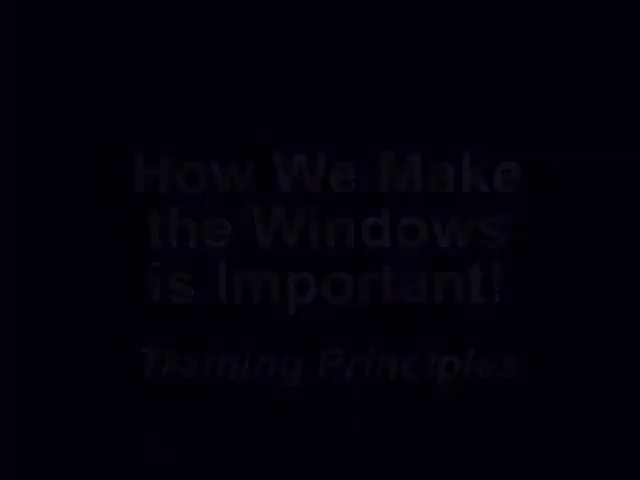 How We Make
the Windows
is Important!
Training Principles